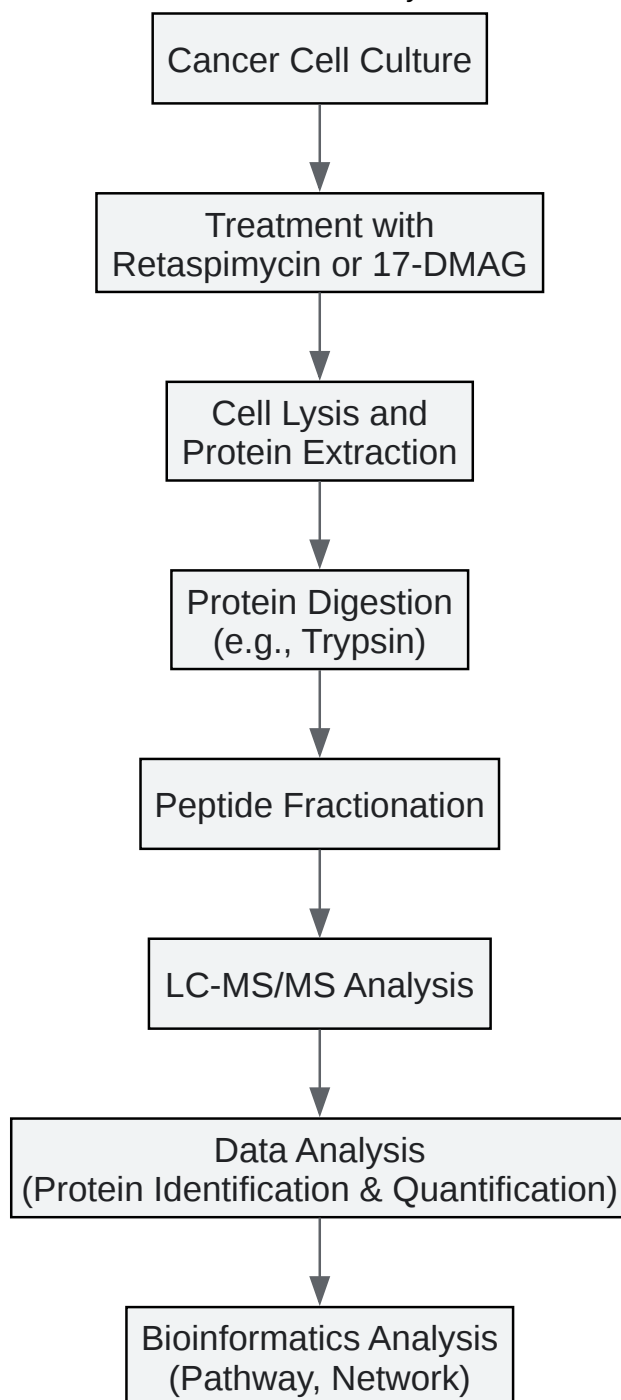 Cancer Cell Culture
Treatment with
Retaspimycin or 17-DMAG
Cell Lysis and
Protein Extraction
Protein Digestion
(e.g., Trypsin)
Peptide Fractionation
LC-MS/MS Analysis
Data Analysis
(Protein Identification & Quantification)
Bioinformatics Analysis
(Pathway, Network)